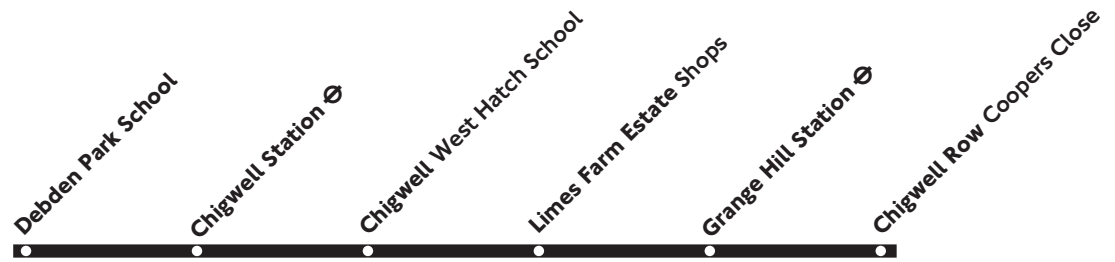 Debden Park School
Chigwell Station
Chigwell West Hatch School
Limes Farm Estate Shops
Grange Hill Station
Chigwell Row Coopers Close